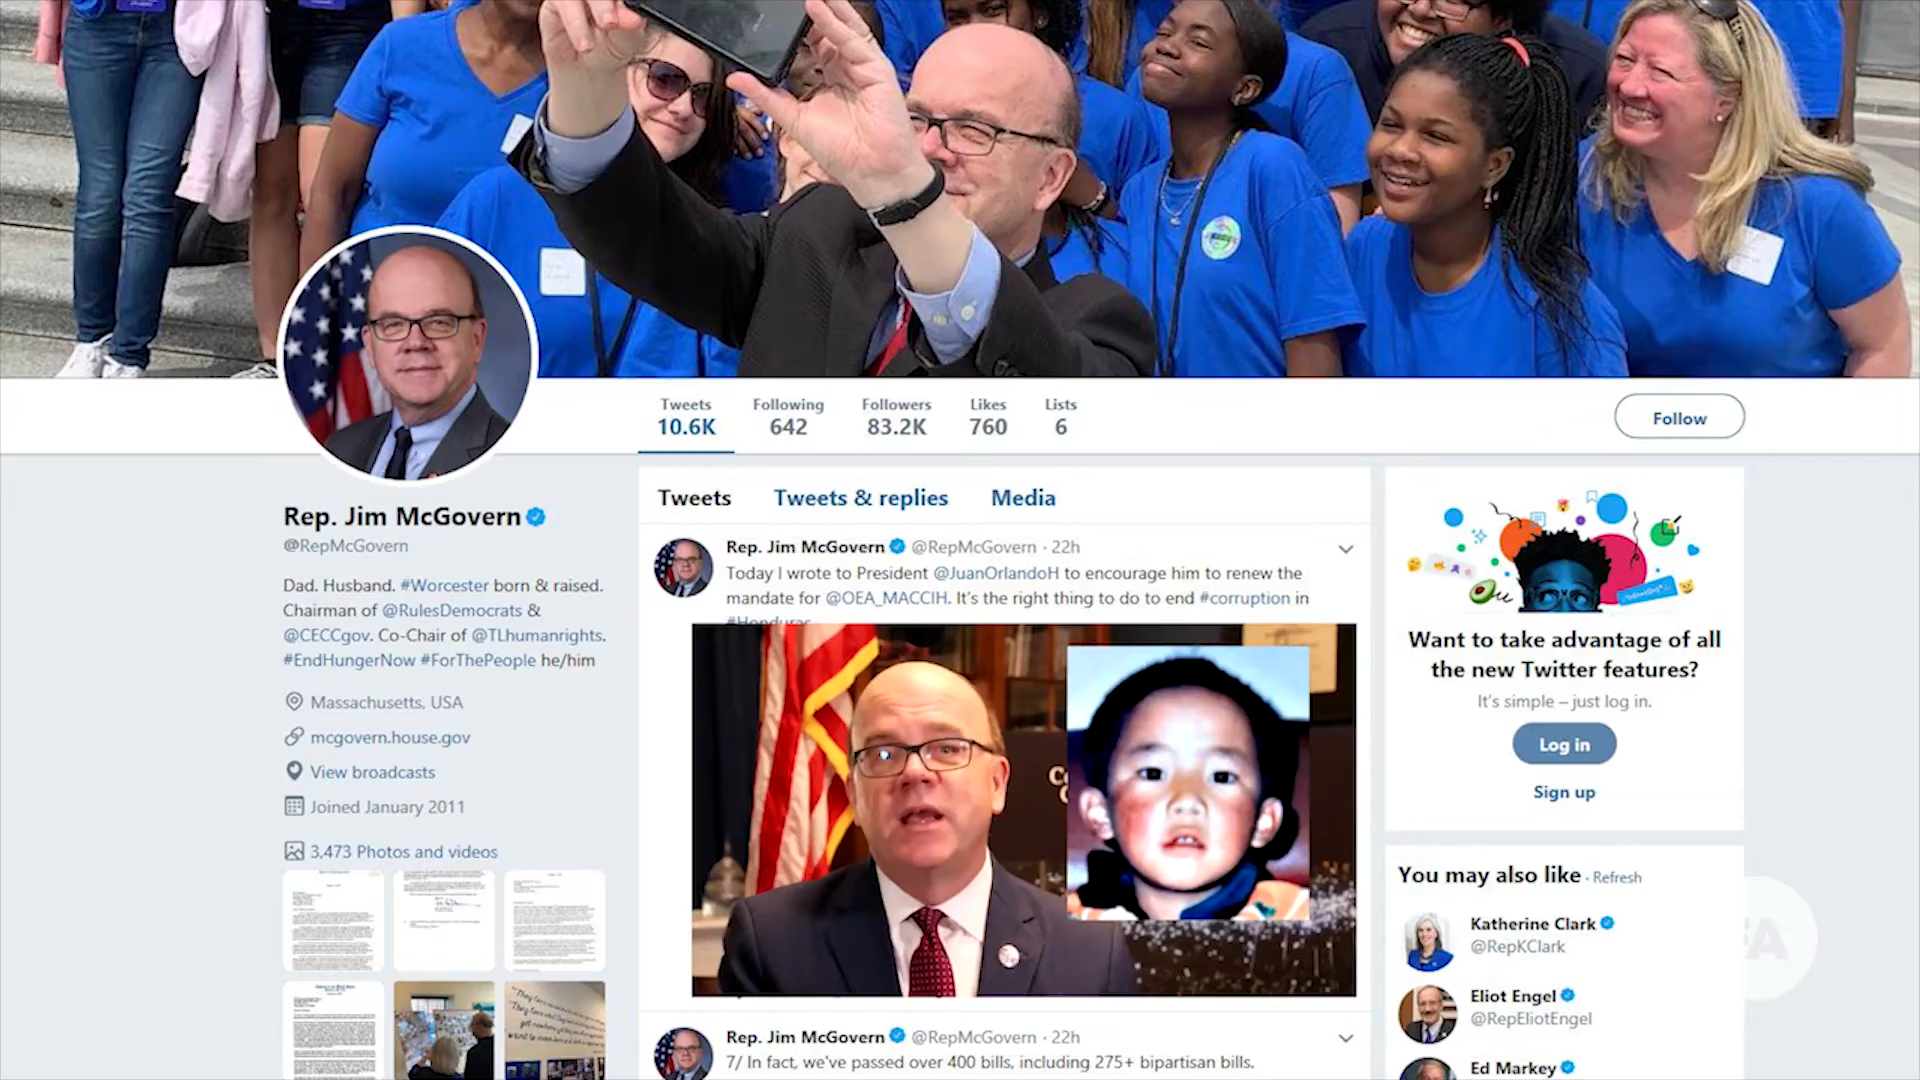 Tweets
10.6K
Following
642
Followers
83.2K
Likes
760
Lists
6
Follow
Rep. Jim McGovern
@RepMcGovern
Dad. Husband. #Worcester born & raised.
Chairman of @RulesDemocrats &
@CECCgov. Co-Chair of @TLhumanrights.
#EndHungerNow #ForThePeople he/him
Massachusetts, USA
mcgovern.house.gov
View broadcasts
Joined January 2011
3,473 Photos and videos
Tweets Tweets & replies Media
Rep. Jim McGovern @RepMcGovern · 22h
Today I wrote to President @JuanOrlandoH to encourage him to renew the
mandate for @OEA_MACCIH. It's the right thing to do to end #corruption in
#Honduras
Rep. Jim McGovern @RepMcGovern · 22h
7/ In fact, we've passed over 400 bills, including 275+ bipartisan bills.
Want to take advantage of all
the new Twitter features?
It's simple – just log in.
Log in
Sign up
You may also like · Refresh
Katherine Clark
@RepKClark
Eliot Engel
@RepEliotEngel
Ed Markey